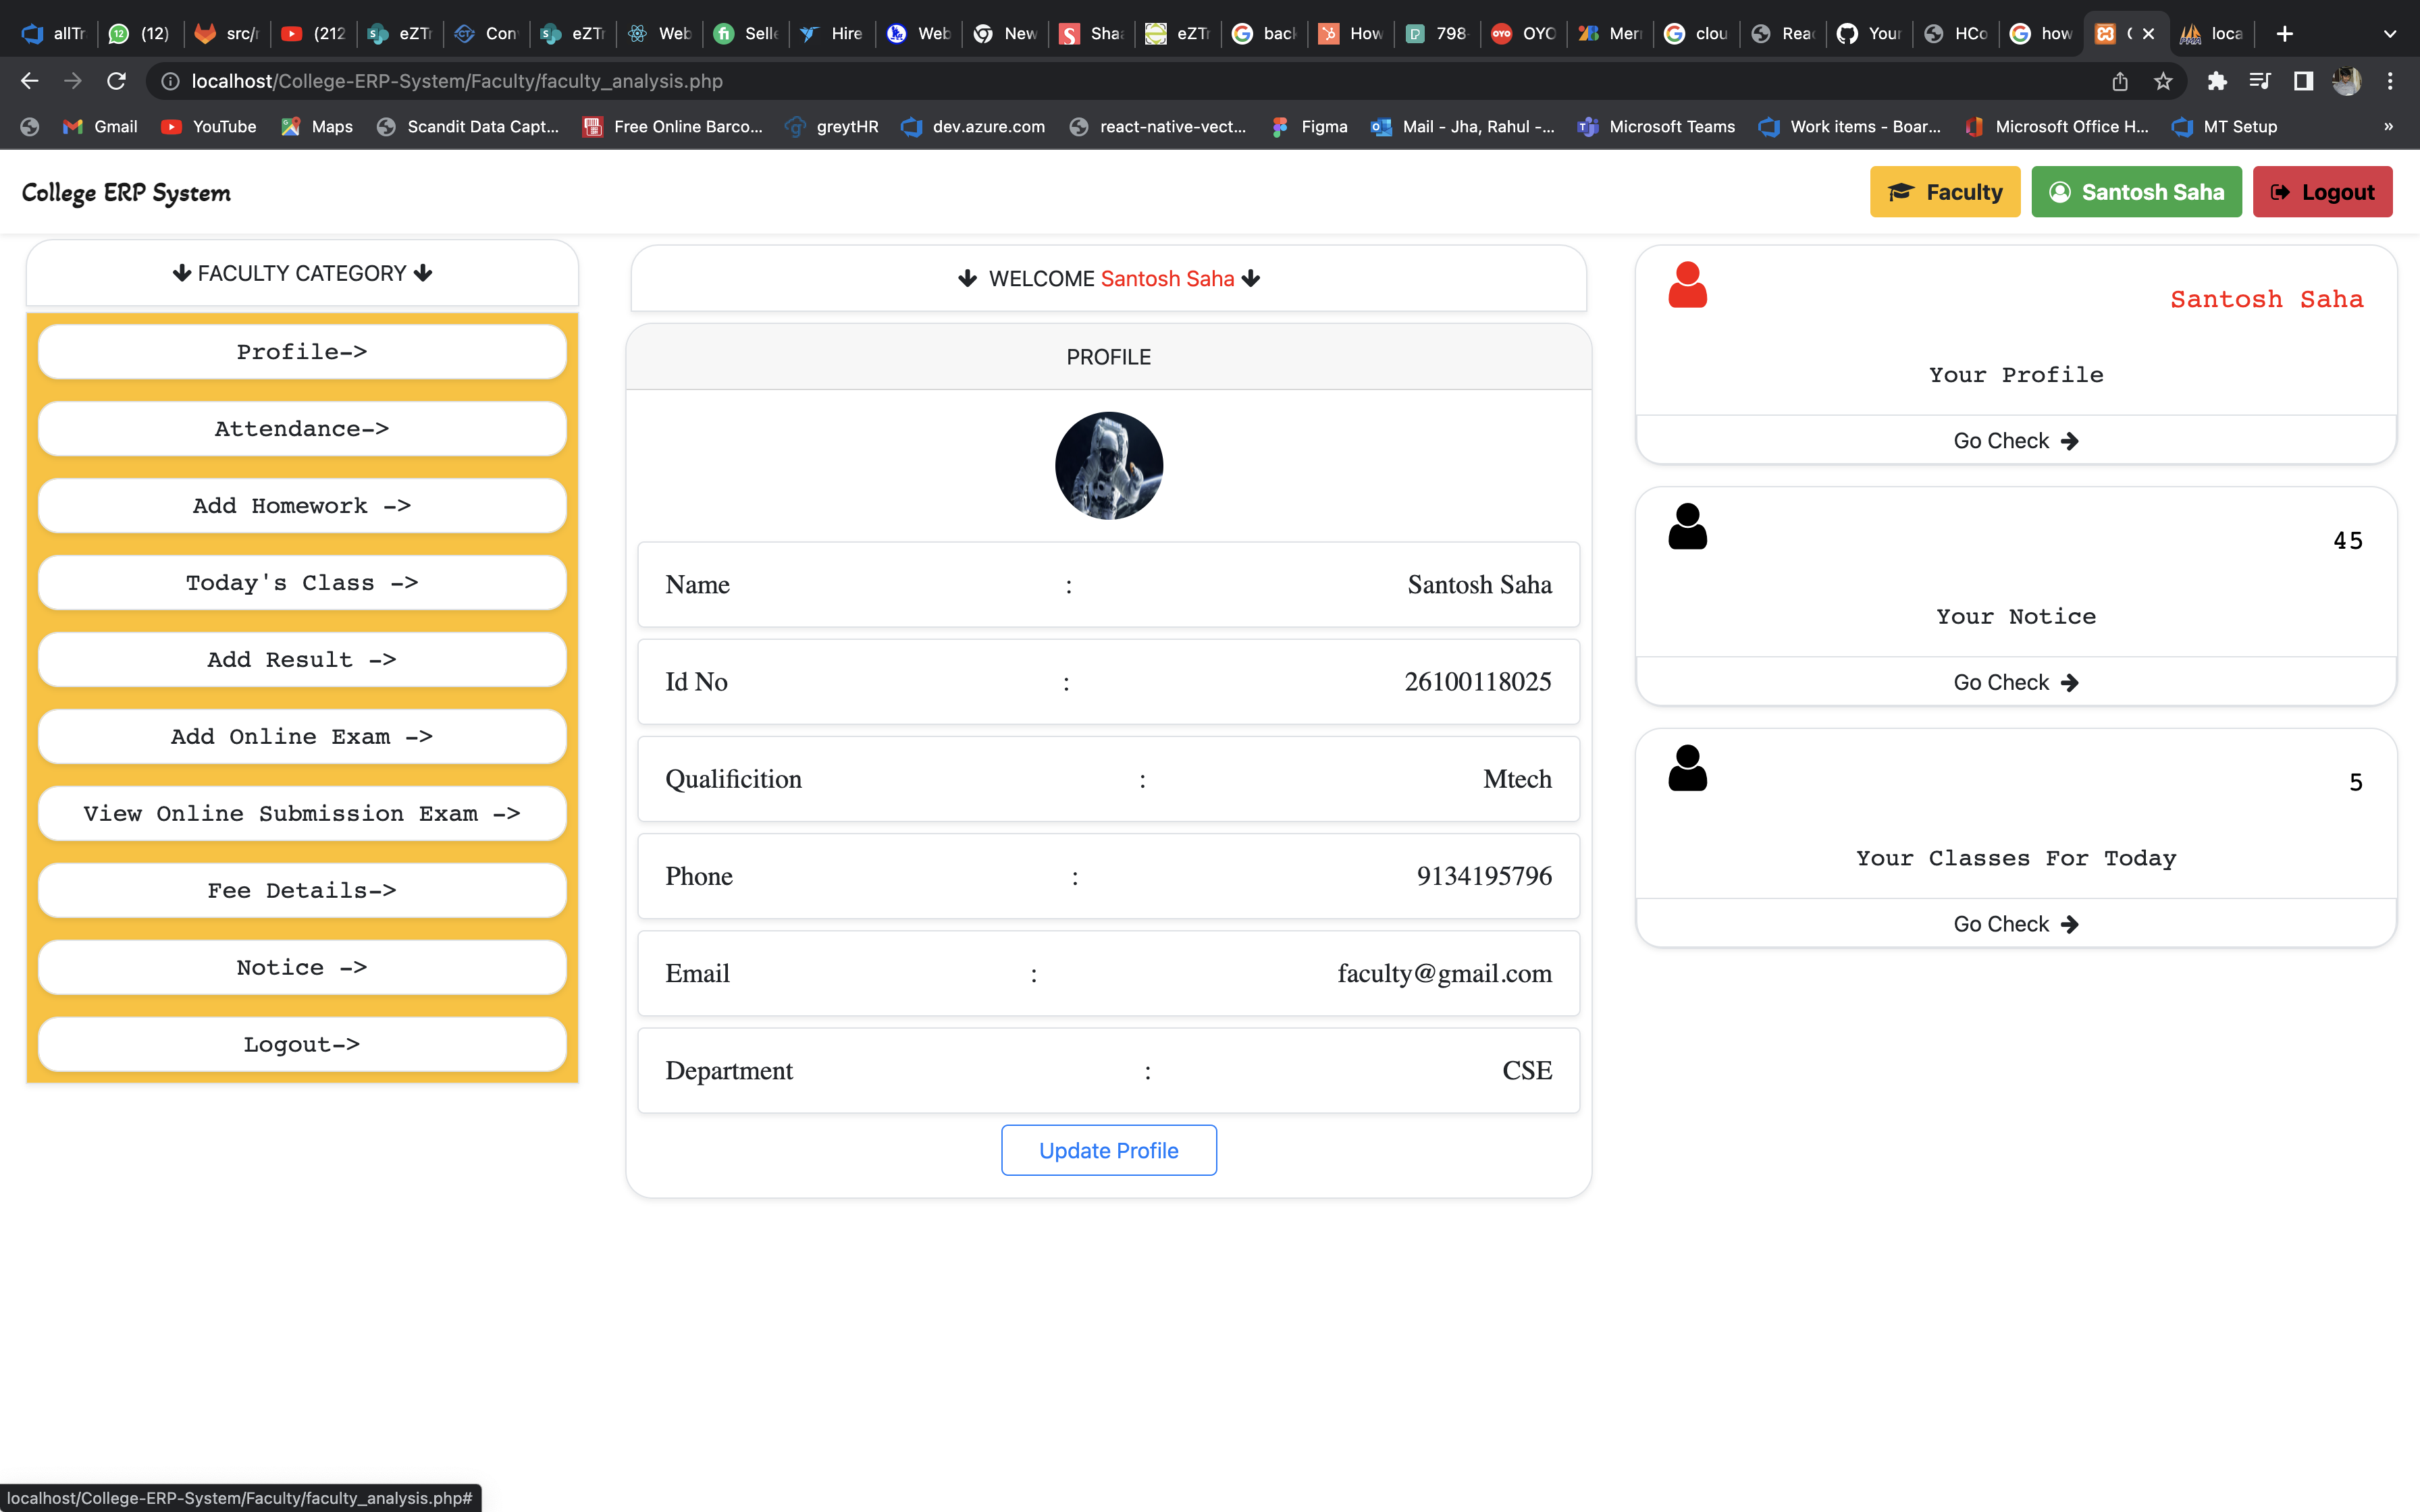 allTr (12) src/r (212 eZTr Con eZTr Web Selle Hire Web New Sha eZTr back How 798 OYO Mer clou Reac Your HCo how loca
localhost/College-ERP-System/Faculty/faculty_analysis.php
Gmail YouTube Maps Scandit Data Capt... Free Online Barco... greytHR dev.azure.com react-native-vect... Figma Mail - Jha, Rahul -... Microsoft Teams Work items - Boar... Microsoft Office H... MT Setup »
College ERP System
Faculty
Santosh Saha
Logout
FACULTY CATEGORY
Profile->
Attendance->
Add Homework ->
Today's Class ->
Add Result ->
Add Online Exam ->
View Online Submission Exam ->
Fee Details->
Notice ->
Logout->
WELCOME Santosh Saha
PROFILE
Name : Santosh Saha
Id No : 26100118025
Qualificition : Mtech
Phone : 9134195796
Email : faculty@gmail.com
Department : CSE
Update Profile
Santosh Saha
Your Profile
Go Check
45
Your Notice
Go Check
5
Your Classes For Today
Go Check
localhost/College-ERP-System/Faculty/faculty_analysis.php#